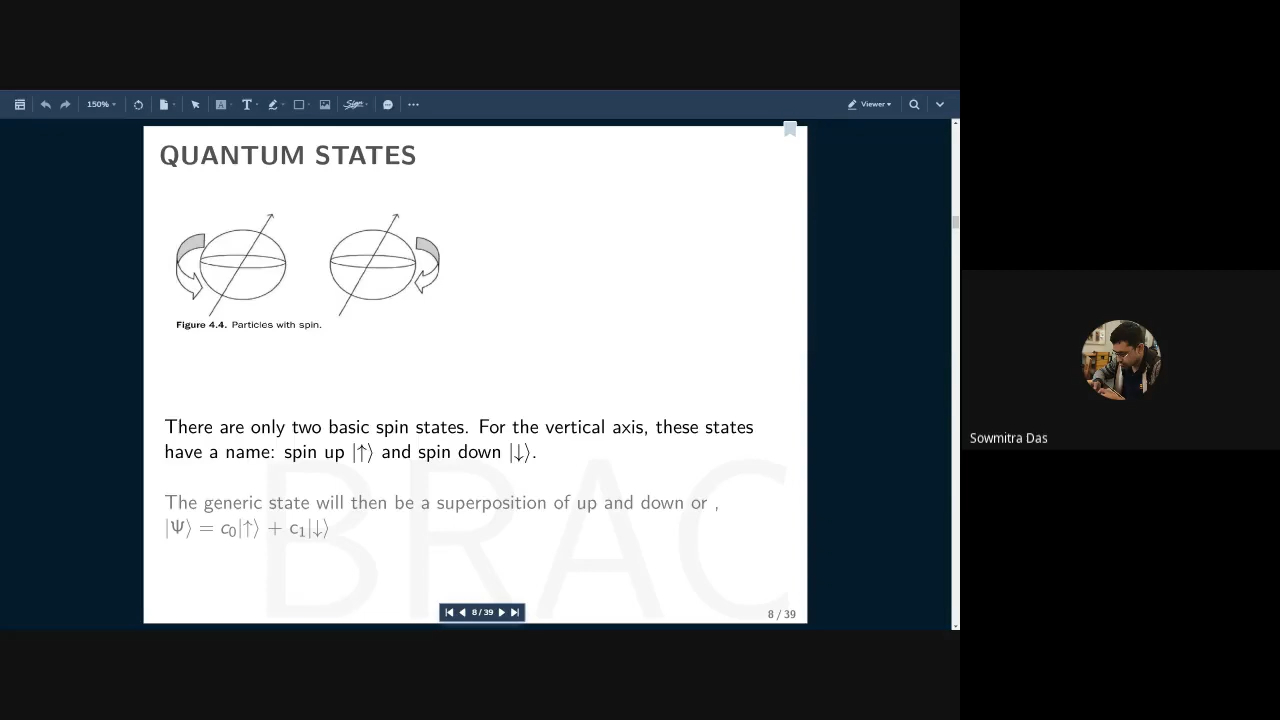 150%
Sign
Viewer
QUANTUM STATES
Figure 4.4. Particles with spin.
There are only two basic spin states. For the vertical axis, these states
have a name: spin up |↑⟩ and spin down |↓⟩.
The generic state will then be a superposition of up and down or ,
|Ψ⟩ = c₀|↑⟩ + c₁|↓⟩
BRAC
8 / 39
8 / 39
Sowmitra Das